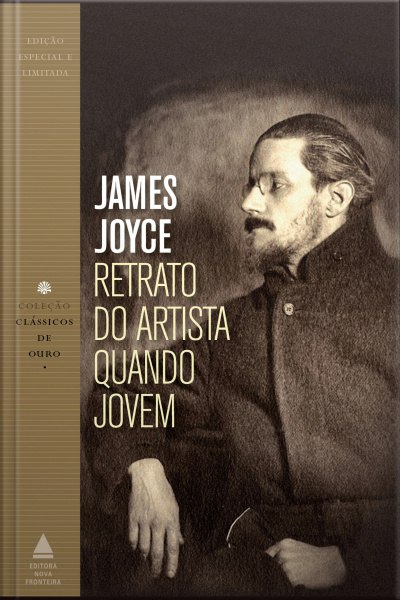 EDIÇÃO
ESPECIAL E
LIMITADA
JAMES
JOYCE
RETRATO
DO ARTISTA
QUANDO
JOVEM
COLEÇÃO
CLÁSSICOS
DE
OURO
EDITORA
NOVA
FRONTEIRA